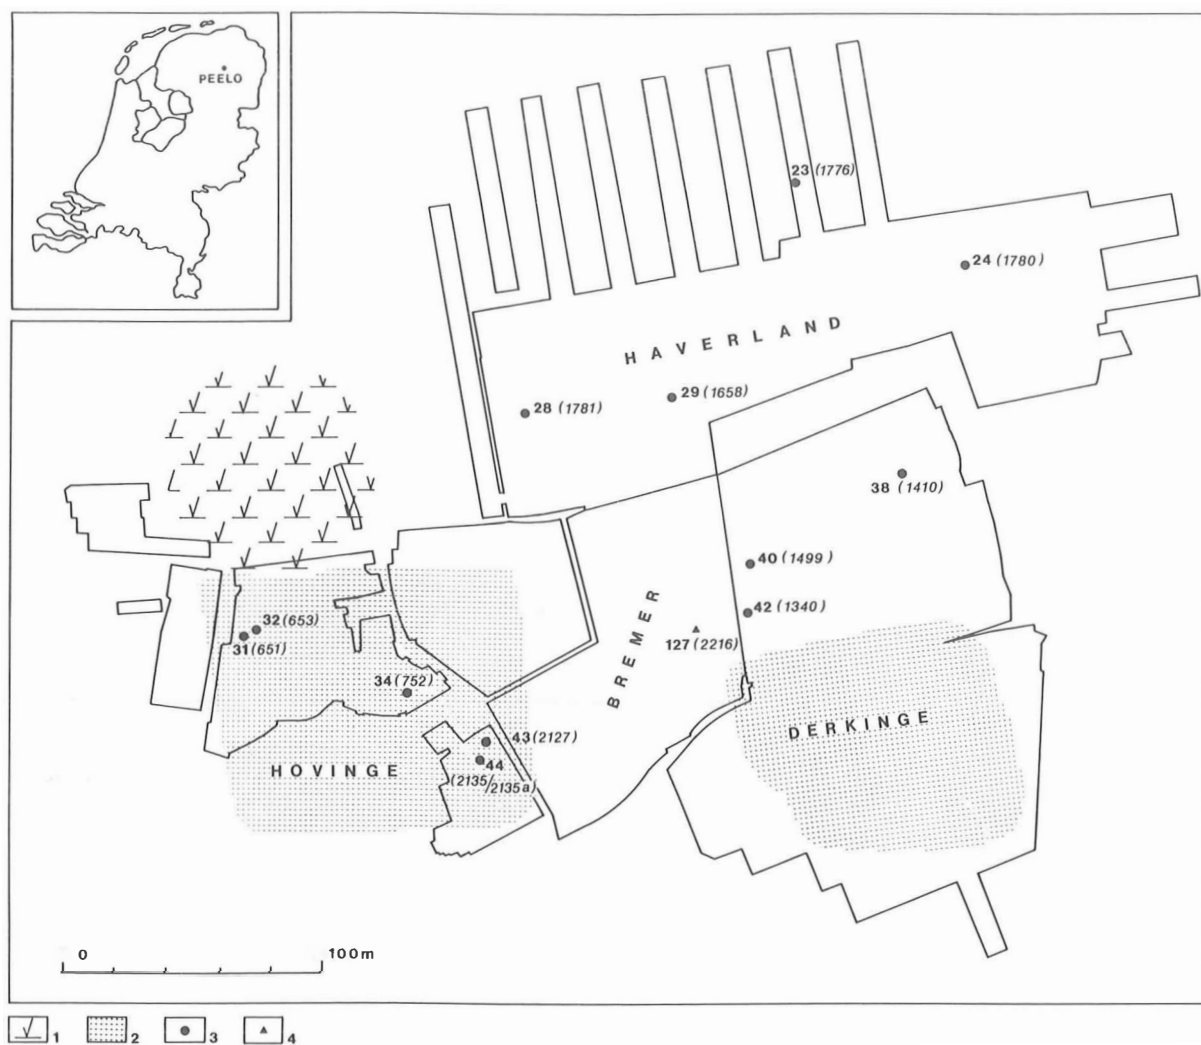 PEELO
23 (1776)
24 (1780)
HAVERLAND
29 (1658)
28 (1781)
38 (1410)
40 (1499)
42 (1340)
32 (653)
31 (651)
127 (2216)
BREMER
34 (752)
DERKINGE
43 (2127)
44
(2135/2135a)
HOVINGE
0 100m
1 2 3 4